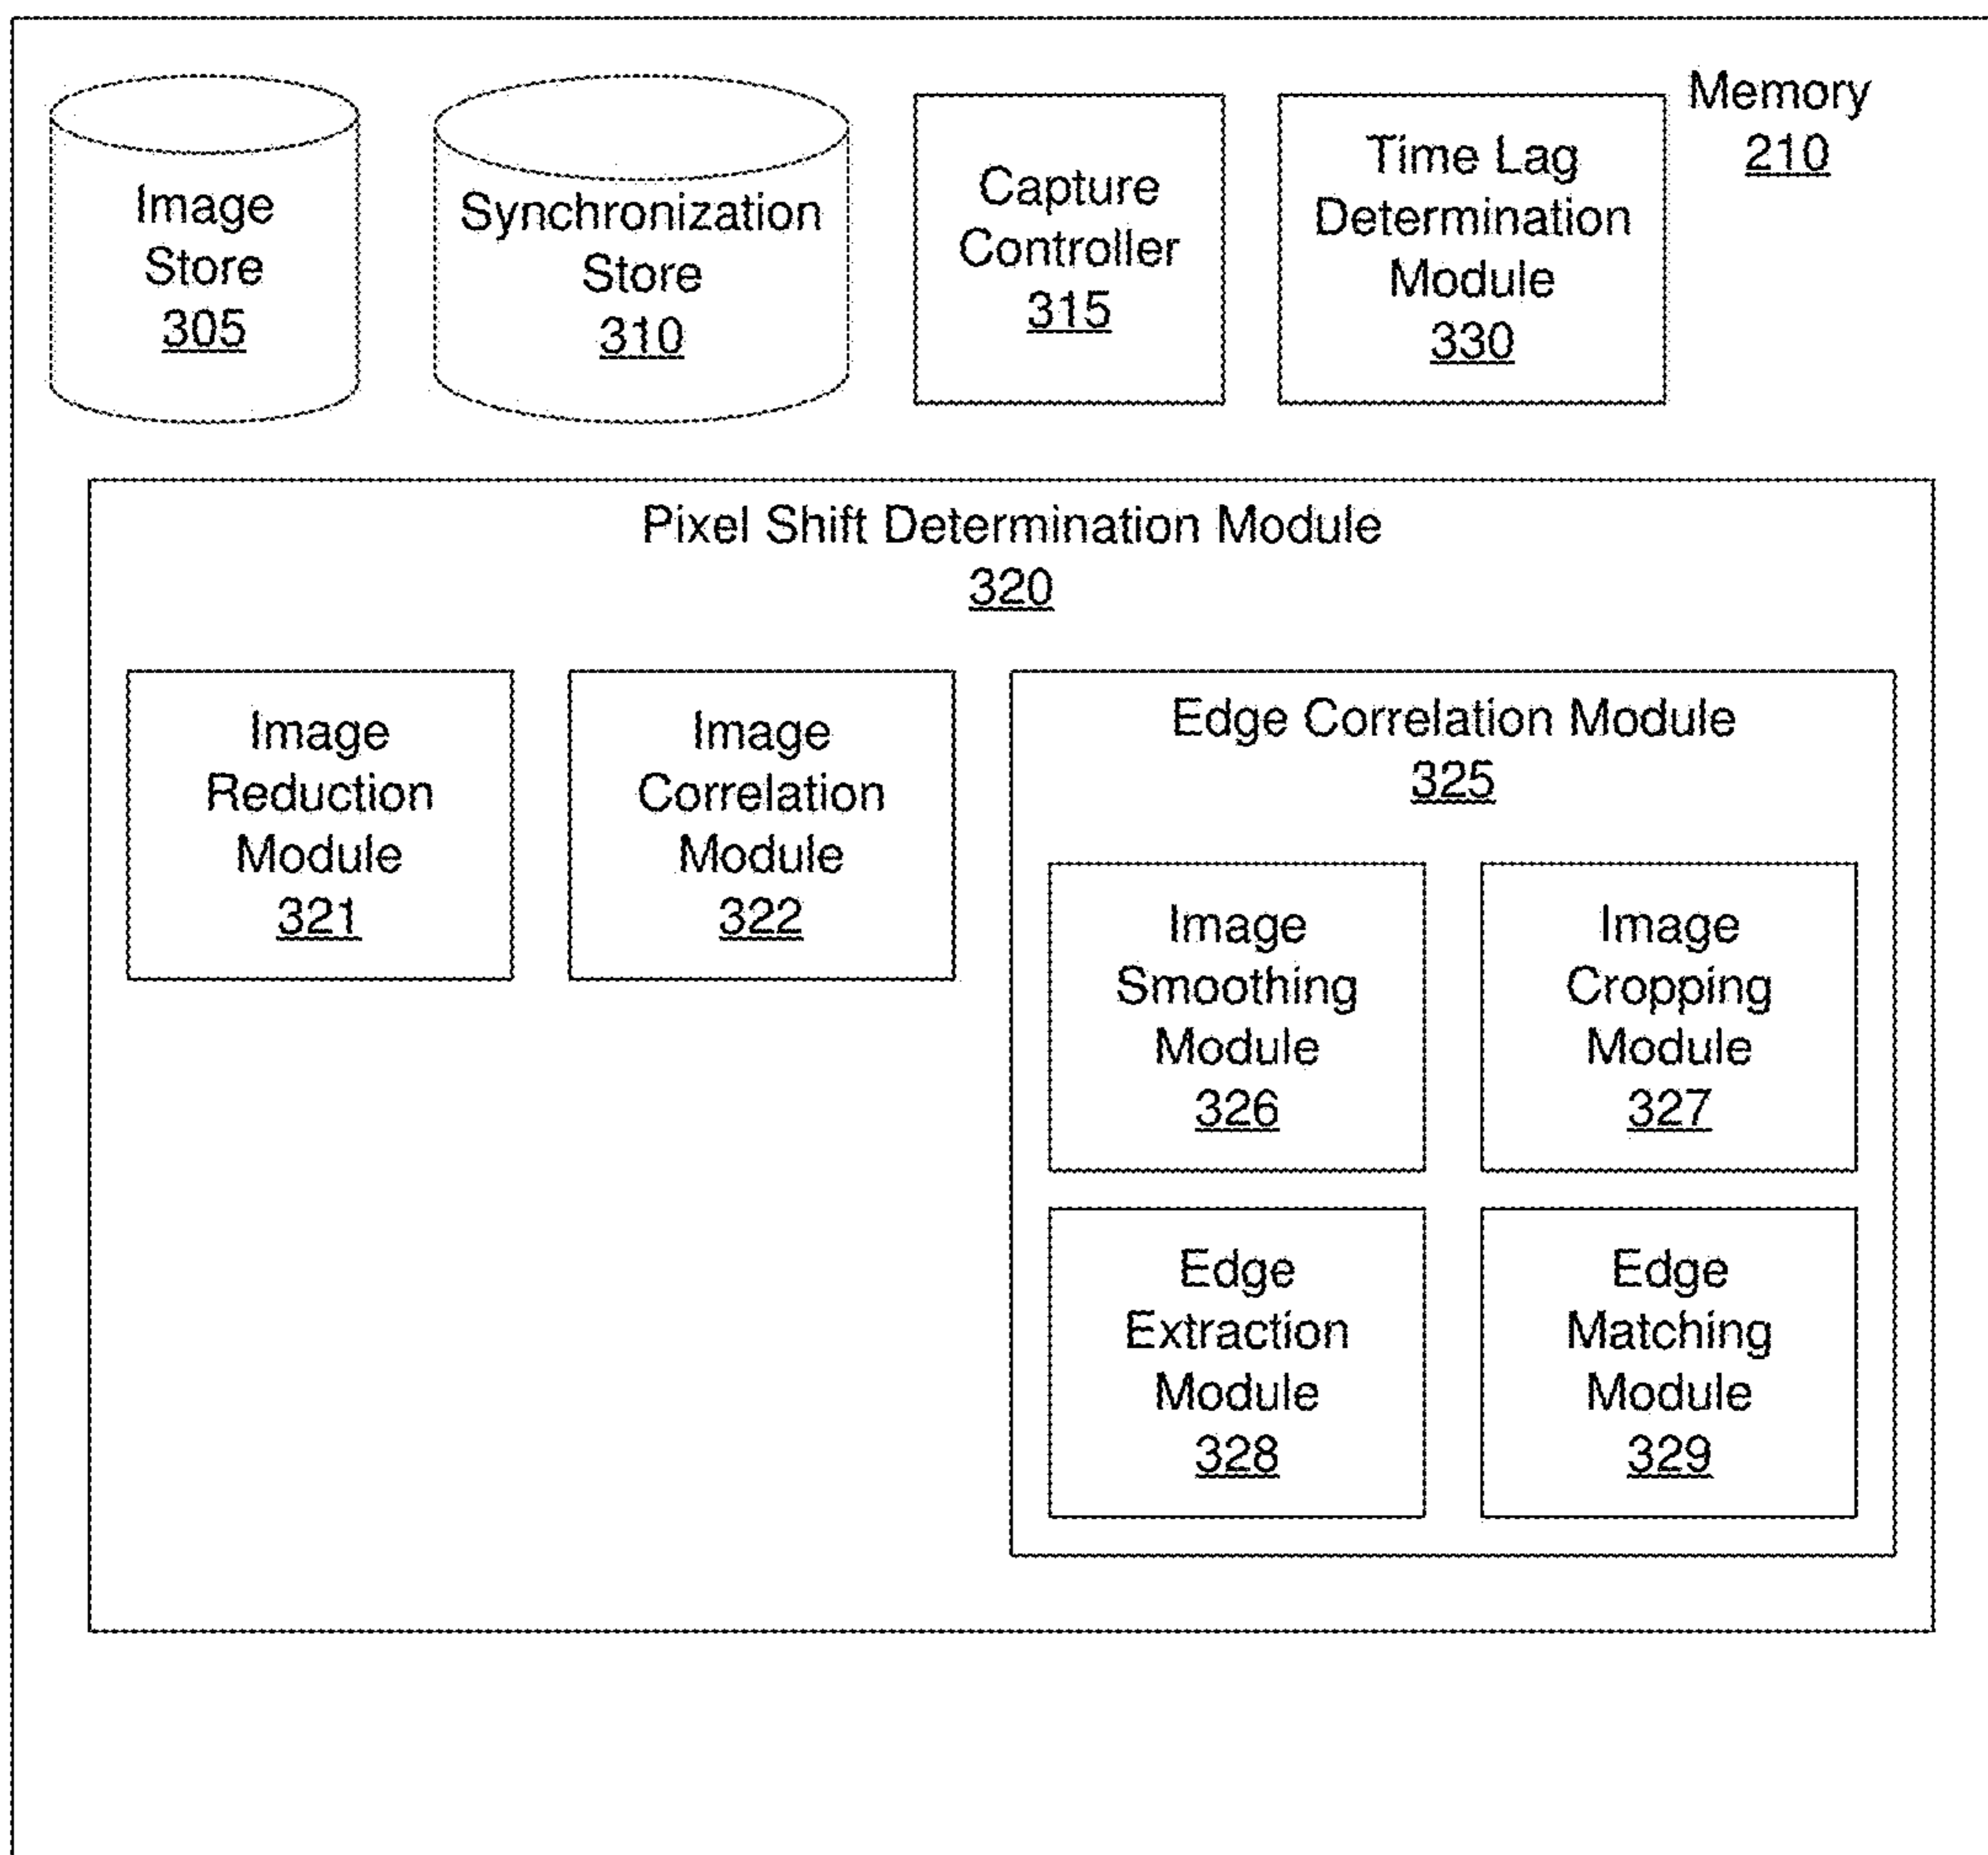 Image
Store
305
Synchronization
Store
310
Capture
Controller
315
Time Lag
Determination
Module
330
Memory
210
Pixel Shift Determination Module
320
Image
Reduction
Module
321
Image
Correlation
Module
322
Edge Correlation Module
325
Image
Smoothing
Module
326
Image
Cropping
Module
327
Edge
Extraction
Module
328
Edge
Matching
Module
329